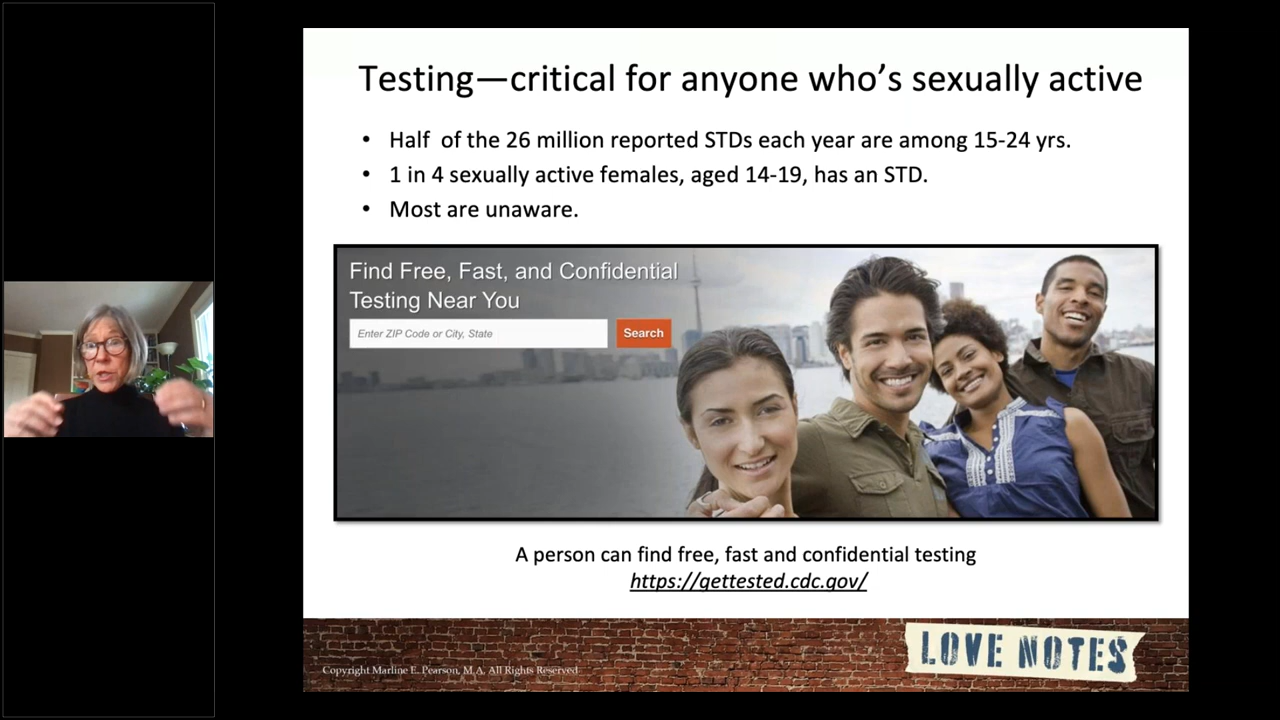 Testing—critical for anyone who's sexually active
• Half of the 26 million reported STDs each year are among 15-24 yrs.
• 1 in 4 sexually active females, aged 14-19, has an STD.
• Most are unaware.
Find Free, Fast, and Confidential
Testing Near You
Enter ZIP Code or City, State
Search
A person can find free, fast and confidential testing
https://gettested.cdc.gov/
LOVE NOTES
Copyright Marline E. Pearson, M.A. All Rights Reserved